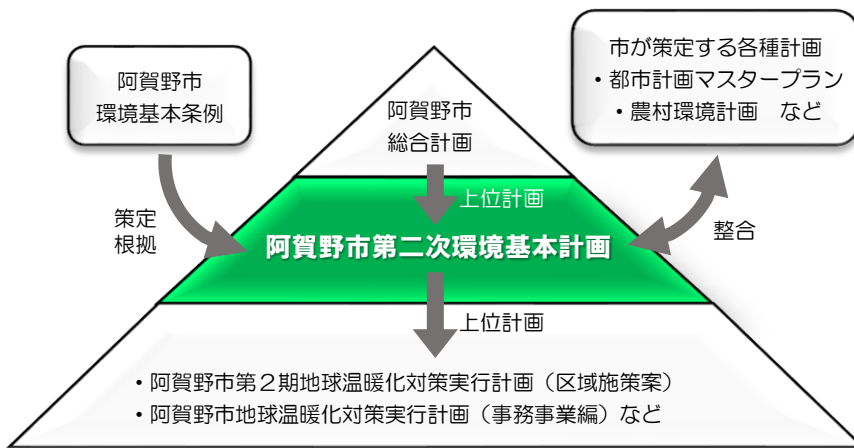 阿賀野市
環境基本条例
阿賀野市
総合計画
市が策定する各種計画
・都市計画マスタープラン
・農村環境計画　など
策定
根拠
上位計画
整合
阿賀野市第二次環境基本計画
上位計画
・阿賀野市第２期地球温暖化対策実行計画（区域施策案）
・阿賀野市地球温暖化対策実行計画（事務事業編）など